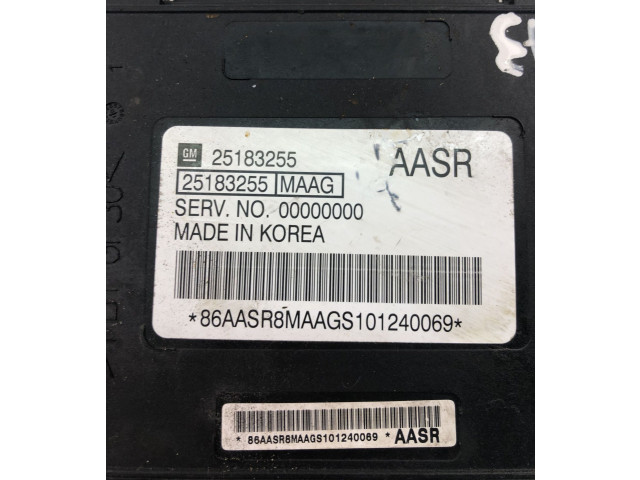 GM 25183255 AASR
25183255 MAAG
SERV. NO. 00000000
MADE IN KOREA
*86AASR8MAAGS101240069*
* 86AASR8MAAGS101240069 * AASR